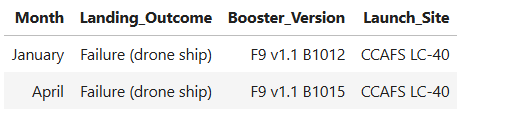 Month Landing_Outcome Booster_Version Launch_Site
January Failure (drone ship) F9 v1.1 B1012 CCAFS LC-40
April Failure (drone ship) F9 v1.1 B1015 CCAFS LC-40